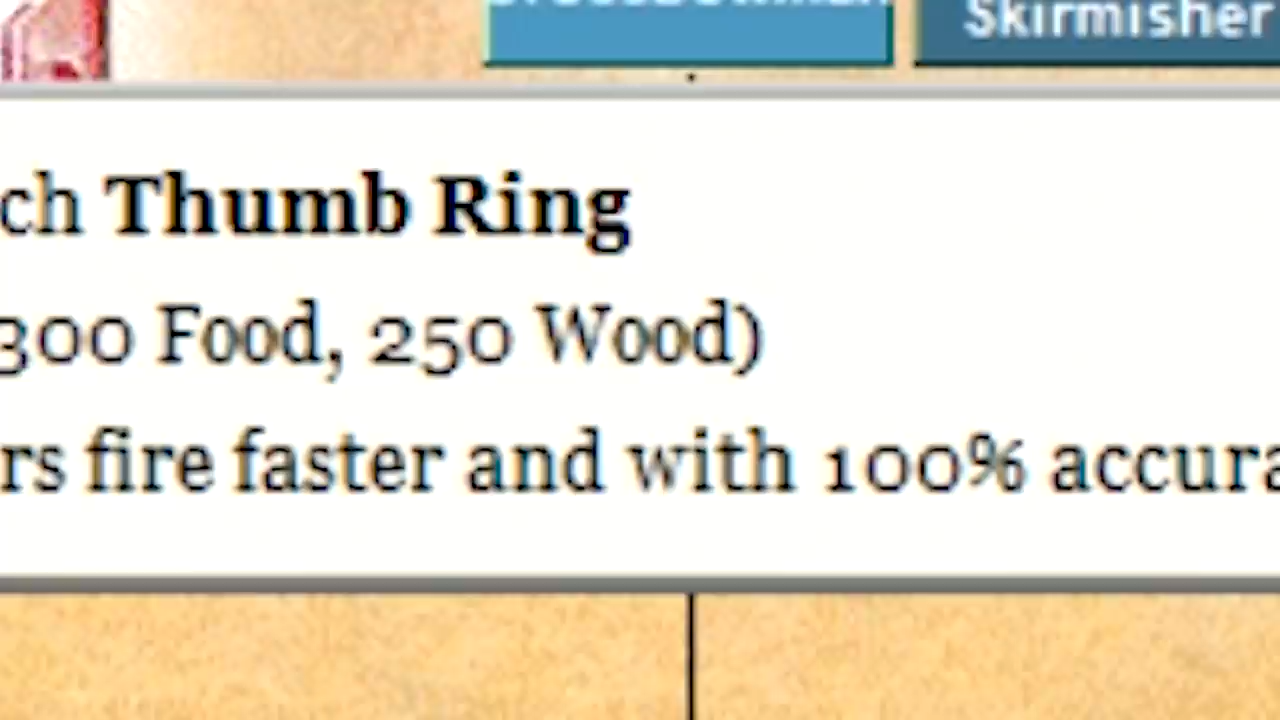 Skirmisher
ch Thumb Ring
300 Food, 250 Wood)
rs fire faster and with 100% accura